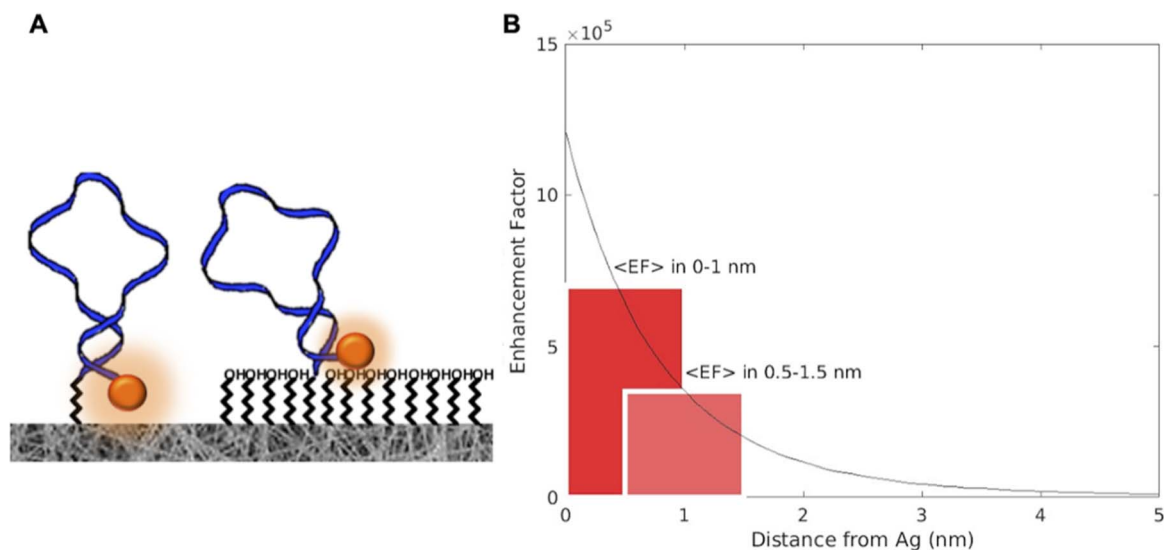 A
B
×10⁵
15
10
5
0
Enhancement Factor
<EF> in 0-1 nm
<EF> in 0.5-1.5 nm
OHOHOHOHOH OHOHOHOHOHOHOHOH
0 1 2 3 4 5
Distance from Ag (nm)